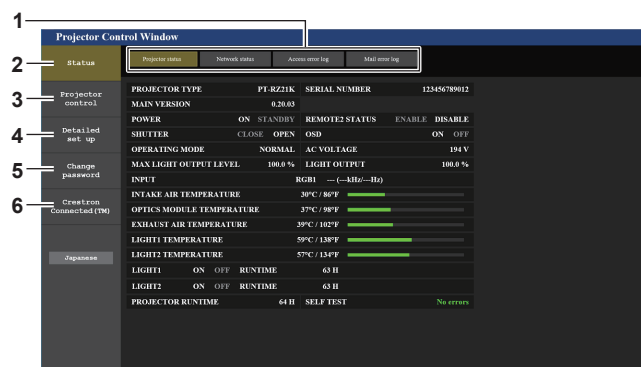 1
Projector Control Window
2
Status
Projector status Network status Access error log Mail error log
3
Projector
control
4
Detailed
set up
5
Change
password
6
Crestron
Connected(TM)
Japanese
PROJECTOR TYPE PT-RZ21K SERIAL NUMBER 123456789012
MAIN VERSION 0.20.03
POWER ON STANDBY REMOTE2 STATUS ENABLE DISABLE
SHUTTER CLOSE OPEN OSD ON OFF
OPERATING MODE NORMAL AC VOLTAGE 194 V
MAX LIGHT OUTPUT LEVEL 100.0 % LIGHT OUTPUT 100.0 %
INPUT RGB1 --- (---kHz/---Hz)
INTAKE AIR TEMPERATURE 30°C / 86°F
OPTICS MODULE TEMPERATURE 37°C / 98°F
EXHAUST AIR TEMPERATURE 39°C / 102°F
LIGHT1 TEMPERATURE 59°C / 138°F
LIGHT2 TEMPERATURE 57°C / 134°F
LIGHT1 ON OFF RUNTIME 63 H
LIGHT2 ON OFF RUNTIME 63 H
PROJECTOR RUNTIME 64 H SELF TEST No errors